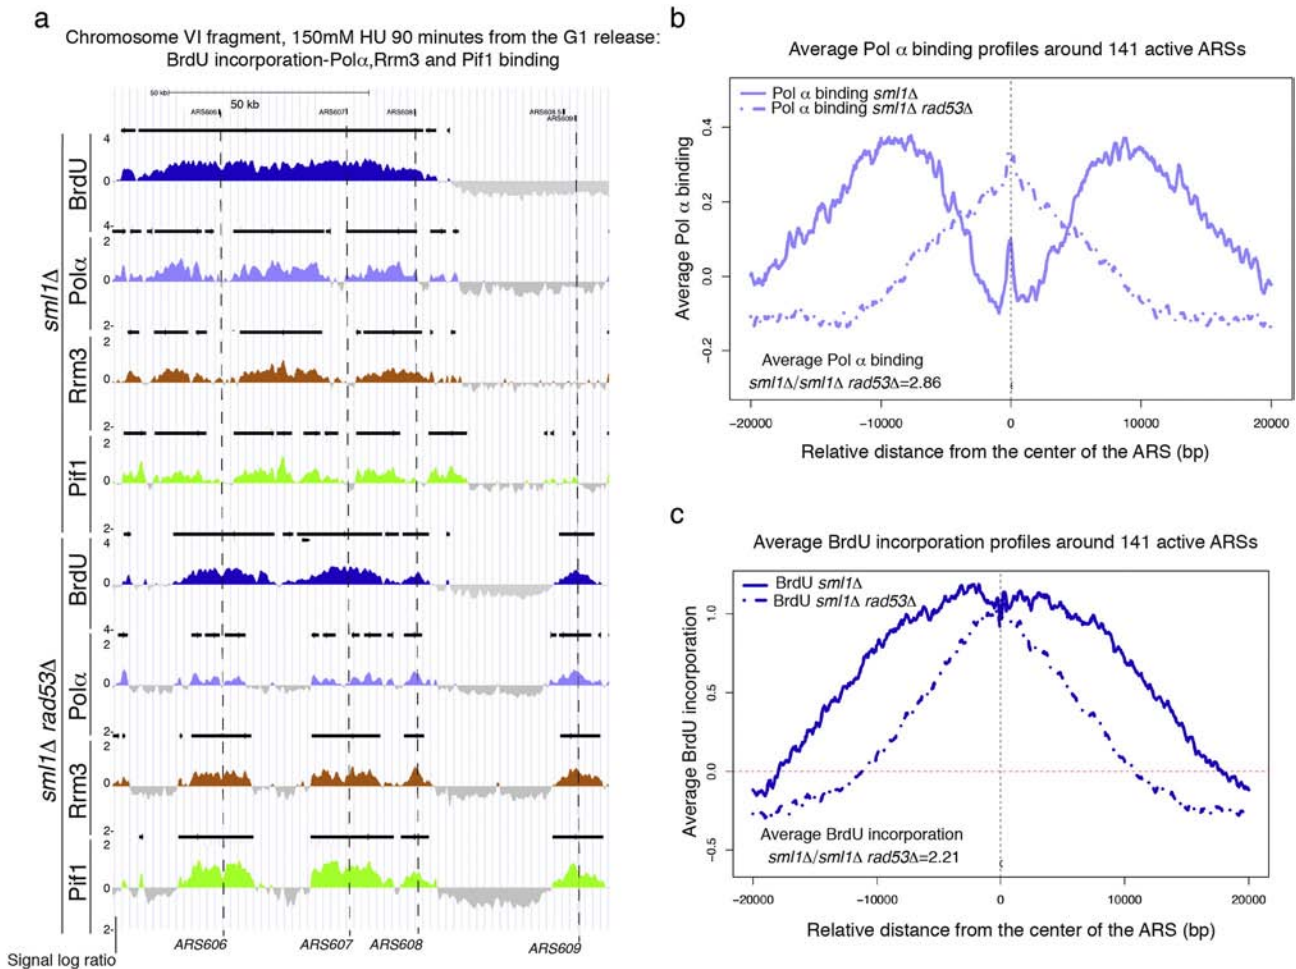 a
Chromosome VI fragment, 150mM HU 90 minutes from the G1 release:
BrdU incorporation-Polα,Rrm3 and Pif1 binding
50 kb
50 kb
ARS606
ARS607
ARS608
ARS609
sml1Δ
4
BrdU
0
4-
2
Polα
0
2-
2
Rrm3
0
2-
2
Pif1
0
2-
sml1Δ rad53Δ
4
BrdU
0
4-
2
Polα
0
2-
2
Rrm3
0
2-
2
Pif1
0
2-
ARS606
ARS607
ARS608
ARS609
Signal log ratio
b
Average Pol α binding profiles around 141 active ARSs
Pol α binding sml1Δ
Pol α binding sml1Δ rad53Δ
Average Pol α binding
0.4
0.2
0.0
−0.2
Average Pol α binding
sml1Δ/sml1Δ rad53Δ=2.86
−20000 −10000 0 10000 20000
Relative distance from the center of the ARS (bp)
c
Average BrdU incorporation profiles around 141 active ARSs
BrdU sml1Δ
BrdU sml1Δ rad53Δ
Average BrdU incorporation
1.0
0.5
0.0
−0.5
Average BrdU incorporation
sml1Δ/sml1Δ rad53Δ=2.21
−20000 −10000 0 10000 20000
Relative distance from the center of the ARS (bp)